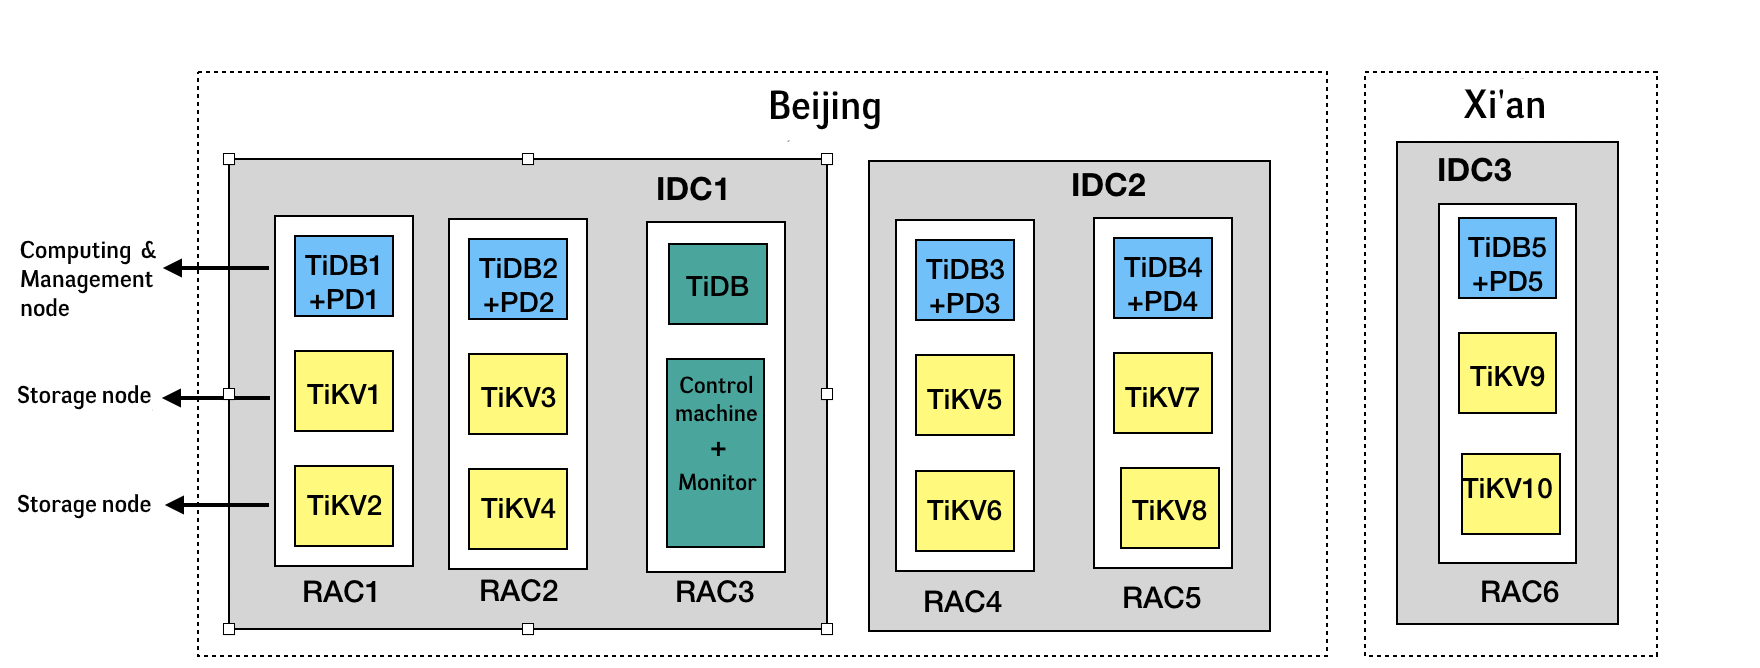 Beijing
Xi'an
IDC1
IDC2
IDC3
Computing &
Management
node
Storage node
Storage node
TiDB1
+PD1
TiKV1
TiKV2
RAC1
TiDB2
+PD2
TiKV3
TiKV4
RAC2
TiDB
Control
machine
+
Monitor
RAC3
TiDB3
+PD3
TiKV5
TiKV6
RAC4
TiDB4
+PD4
TiKV7
TiKV8
RAC5
TiDB5
+PD5
TiKV9
TiKV10
RAC6